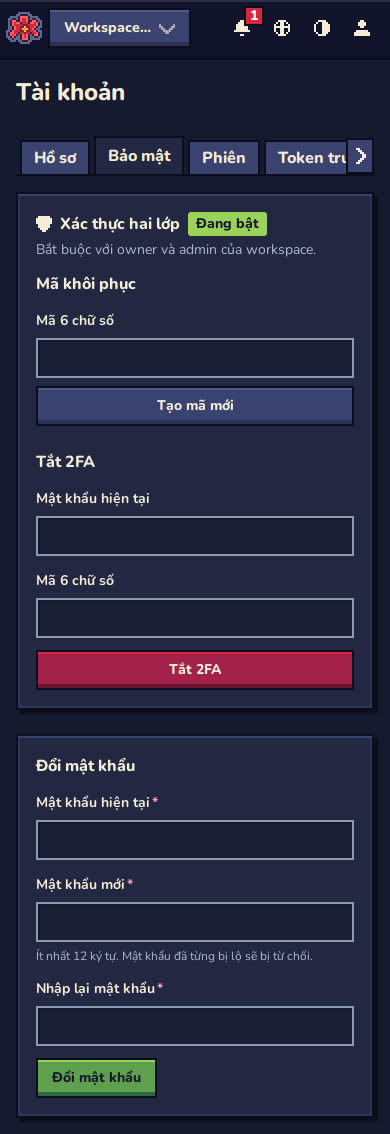 Workspace...
1
Tài khoản
Hồ sơ
Bảo mật
Phiên
Token tru
Xác thực hai lớp
Đang bật
Bắt buộc với owner và admin của workspace.
Mã khôi phục
Mã 6 chữ số
Tạo mã mới
Tắt 2FA
Mật khẩu hiện tại
Mã 6 chữ số
Tắt 2FA
Đổi mật khẩu
Mật khẩu hiện tại *
Mật khẩu mới *
Ít nhất 12 ký tự. Mật khẩu đã từng bị lộ sẽ bị từ chối.
Nhập lại mật khẩu *
Đổi mật khẩu